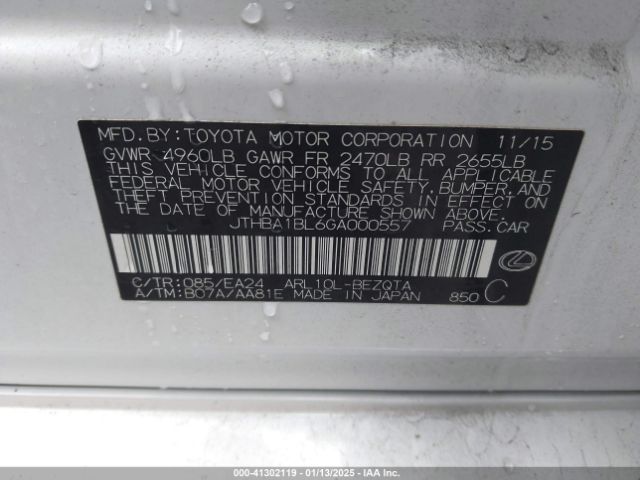 MFD. BY: TOYOTA MOTOR CORPORATION 11/15
GVWR 4960LB GAWR FR 2470LB RR 2655LB
THIS VEHICLE CONFORMS TO ALL APPLICABLE
FEDERAL MOTOR VEHICLE SAFETY, BUMPER, AND
THEFT PREVENTION STANDARDS IN EFFECT ON
THE DATE OF MANUFACTURE SHOWN ABOVE.
JTHBA1BL6GA000557 PASS. CAR
C/TR: 085/EA24 ARL10L-BEZQTA
A/TM: B07A/AA81E MADE IN JAPAN 850 C
000-41302119 - 01/13/2025 - IAAI.COM